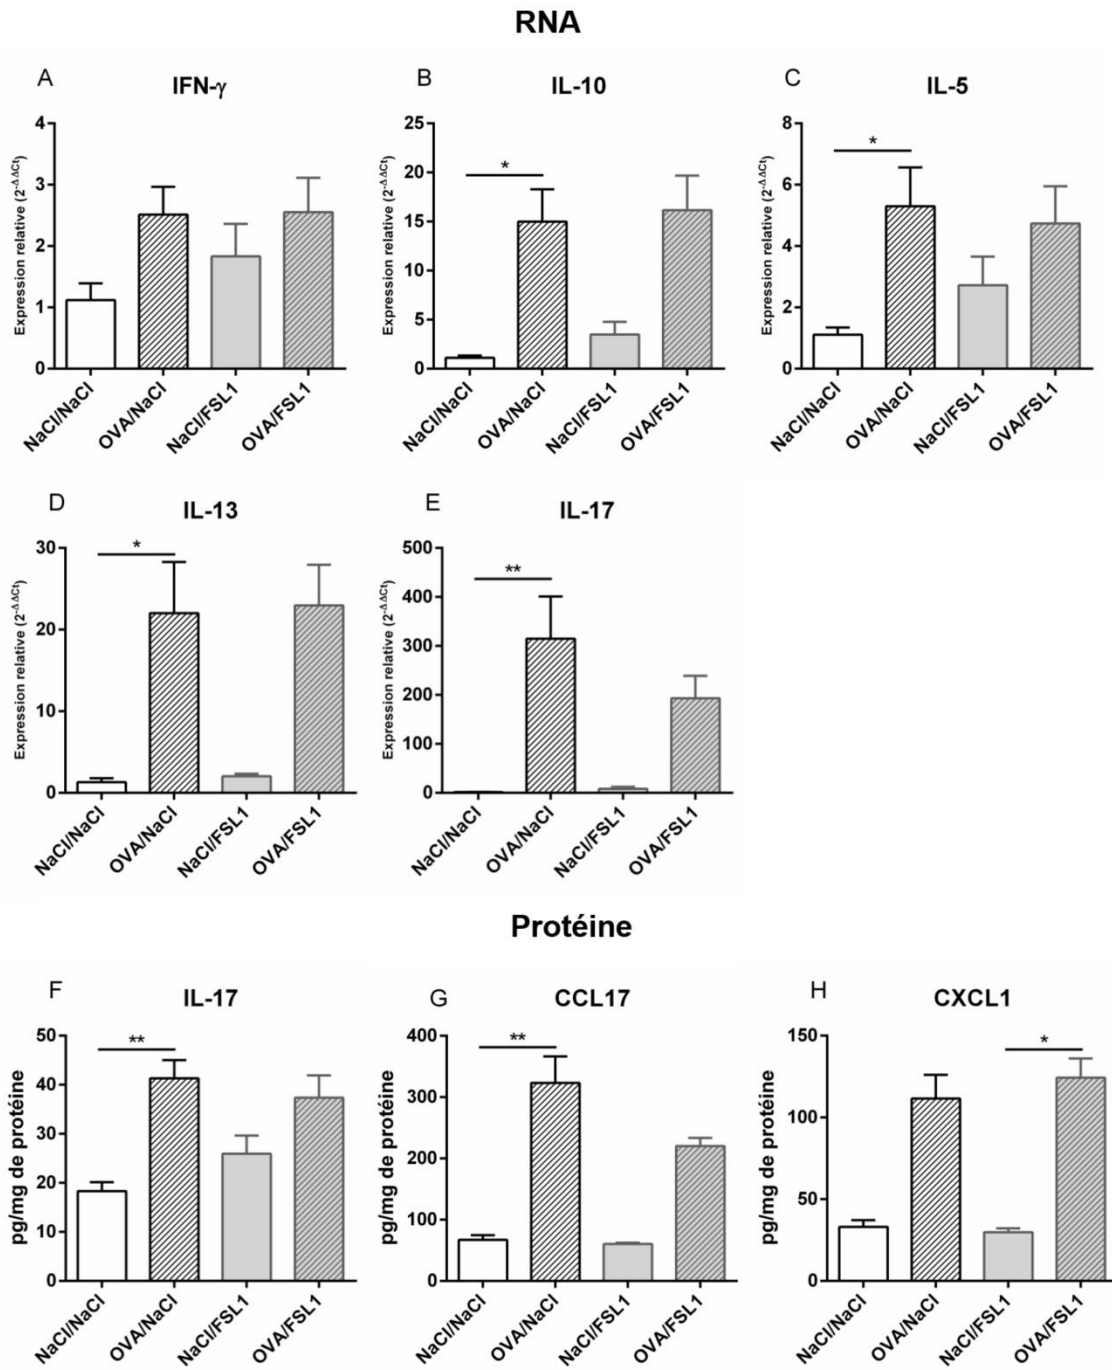 RNA
A
IFN-γ
Expression relative (2-ΔΔCt)
4
3
2
1
0
NaCl/NaCl
OVA/NaCl
NaCl/FSL1
OVA/FSL1
B
IL-10
Expression relative (2-ΔΔCt)
25
20
15
10
5
0
*
NaCl/NaCl
OVA/NaCl
NaCl/FSL1
OVA/FSL1
C
IL-5
Expression relative (2-ΔΔCt)
8
6
4
2
0
*
NaCl/NaCl
OVA/NaCl
NaCl/FSL1
OVA/FSL1
D
IL-13
Expression relative (2-ΔΔCt)
30
20
10
0
*
NaCl/NaCl
OVA/NaCl
NaCl/FSL1
OVA/FSL1
E
IL-17
Expression relative (2-ΔΔCt)
500
400
300
200
100
0
**
NaCl/NaCl
OVA/NaCl
NaCl/FSL1
OVA/FSL1
Protéine
F
IL-17
pg/mg de protéine
50
40
30
20
10
0
**
NaCl/NaCl
OVA/NaCl
NaCl/FSL1
OVA/FSL1
G
CCL17
pg/mg de protéine
400
300
200
100
0
**
NaCl/NaCl
OVA/NaCl
NaCl/FSL1
OVA/FSL1
H
CXCL1
pg/mg de protéine
150
100
50
0
*
NaCl/NaCl
OVA/NaCl
NaCl/FSL1
OVA/FSL1